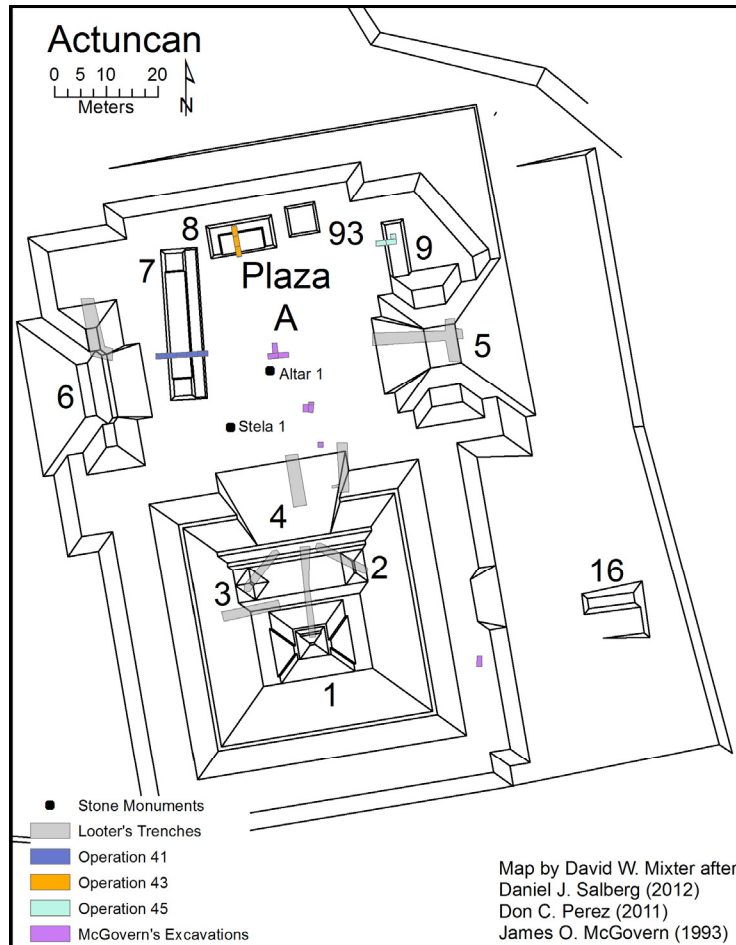 Actuncan
0 5 10 20
Meters
N
8
93
9
7
Plaza
A
5
6
Altar 1
Stela 1
4
3
2
16
1
Stone Monuments
Looter's Trenches
Operation 41
Operation 43
Operation 45
McGovern's Excavations
Map by David W. Mixter after
Daniel J. Salberg (2012)
Don C. Perez (2011)
James O. McGovern (1993)